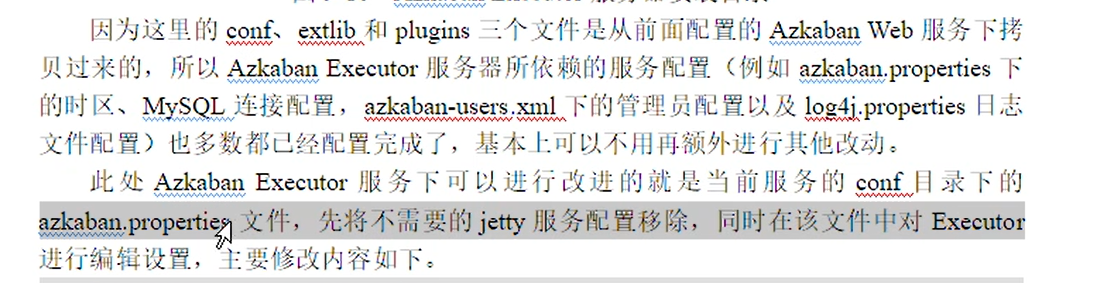 因为这里的 conf、extlib 和 plugins 三个文件是从前面配置的 Azkaban Web 服务下拷
贝过来的，所以 Azkaban Executor 服务器所依赖的服务配置（例如 azkaban.properties 下
的时区、MySQL 连接配置，azkaban-users.xml 下的管理员配置以及 log4j.properties 日志
文件配置）也多数都已经配置完成了，基本上可以不用再额外进行其他改动。
此处 Azkaban Executor 服务下可以进行改进的就是当前服务的 conf 目录下的
azkaban.properties 文件，先将不需要的 jetty 服务配置移除，同时在该文件中对 Executor
进行编辑设置，主要修改内容如下。